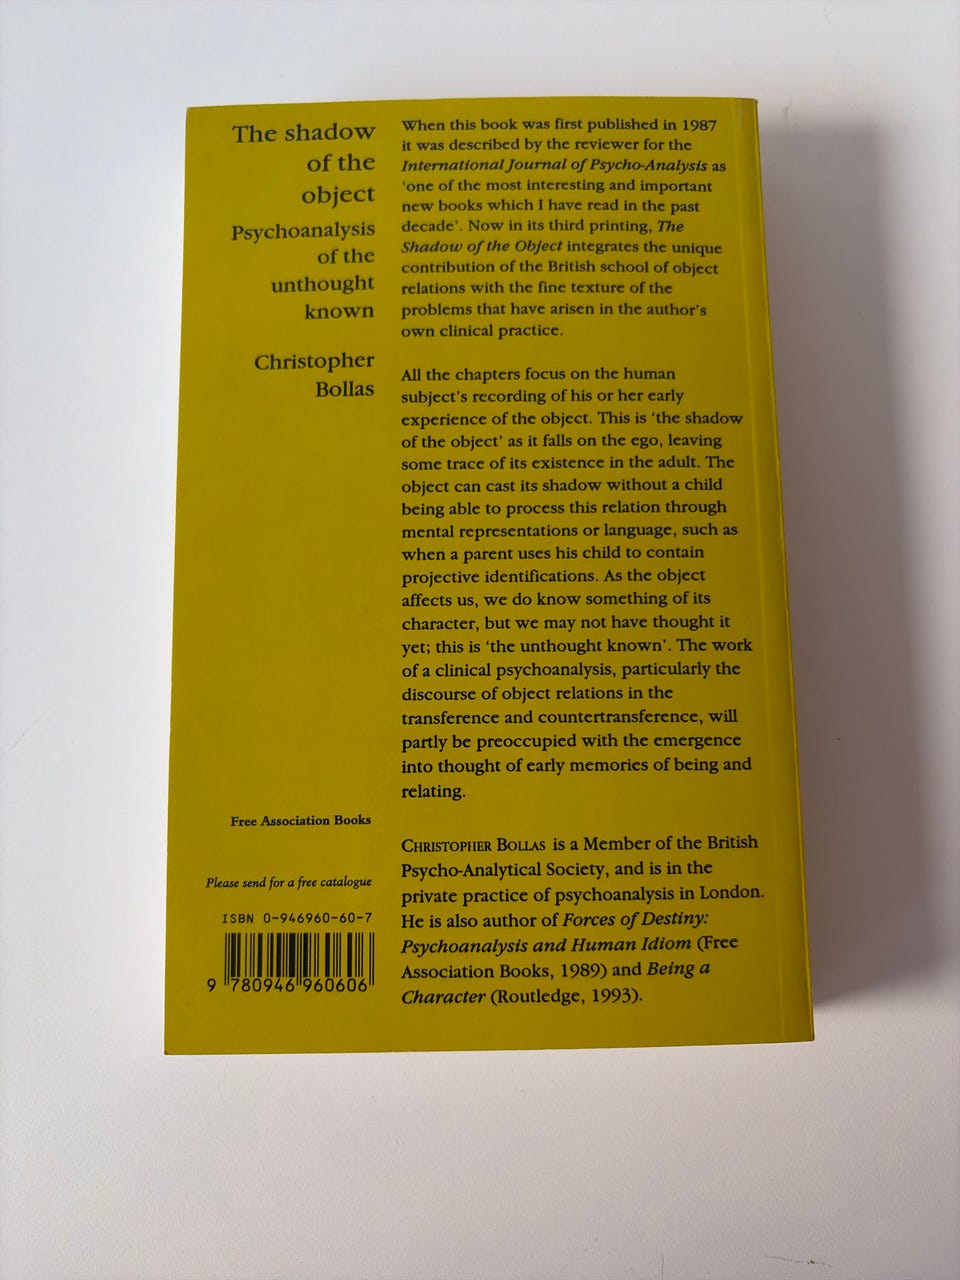 The shadow
of the
object
Psychoanalysis
of the
unthought
known
Christopher
Bollas
When this book was first published in 1987
it was described by the reviewer for the
International Journal of Psycho-Analysis as
‘one of the most interesting and important
new books which I have read in the past
decade’. Now in its third printing, The
Shadow of the Object integrates the unique
contribution of the British school of object
relations with the fine texture of the
problems that have arisen in the author’s
own clinical practice.
All the chapters focus on the human
subject’s recording of his or her early
experience of the object. This is ‘the shadow
of the object’ as it falls on the ego, leaving
some trace of its existence in the adult. The
object can cast its shadow without a child
being able to process this relation through
mental representations or language, such as
when a parent uses his child to contain
projective identifications. As the object
affects us, we do know something of its
character, but we may not have thought it
yet; this is ‘the unthought known’. The work
of a clinical psychoanalysis, particularly the
discourse of object relations in the
transference and countertransference, will
partly be preoccupied with the emergence
into thought of early memories of being and
relating.
CHRISTOPHER BOLLAS is a Member of the British
Psycho-Analytical Society, and is in the
private practice of psychoanalysis in London.
He is also author of Forces of Destiny:
Psychoanalysis and Human Idiom (Free
Association Books, 1989) and Being a
Character (Routledge, 1993).
Free Association Books
Please send for a free catalogue
ISBN 0-946960-60-7
9 780946 960606